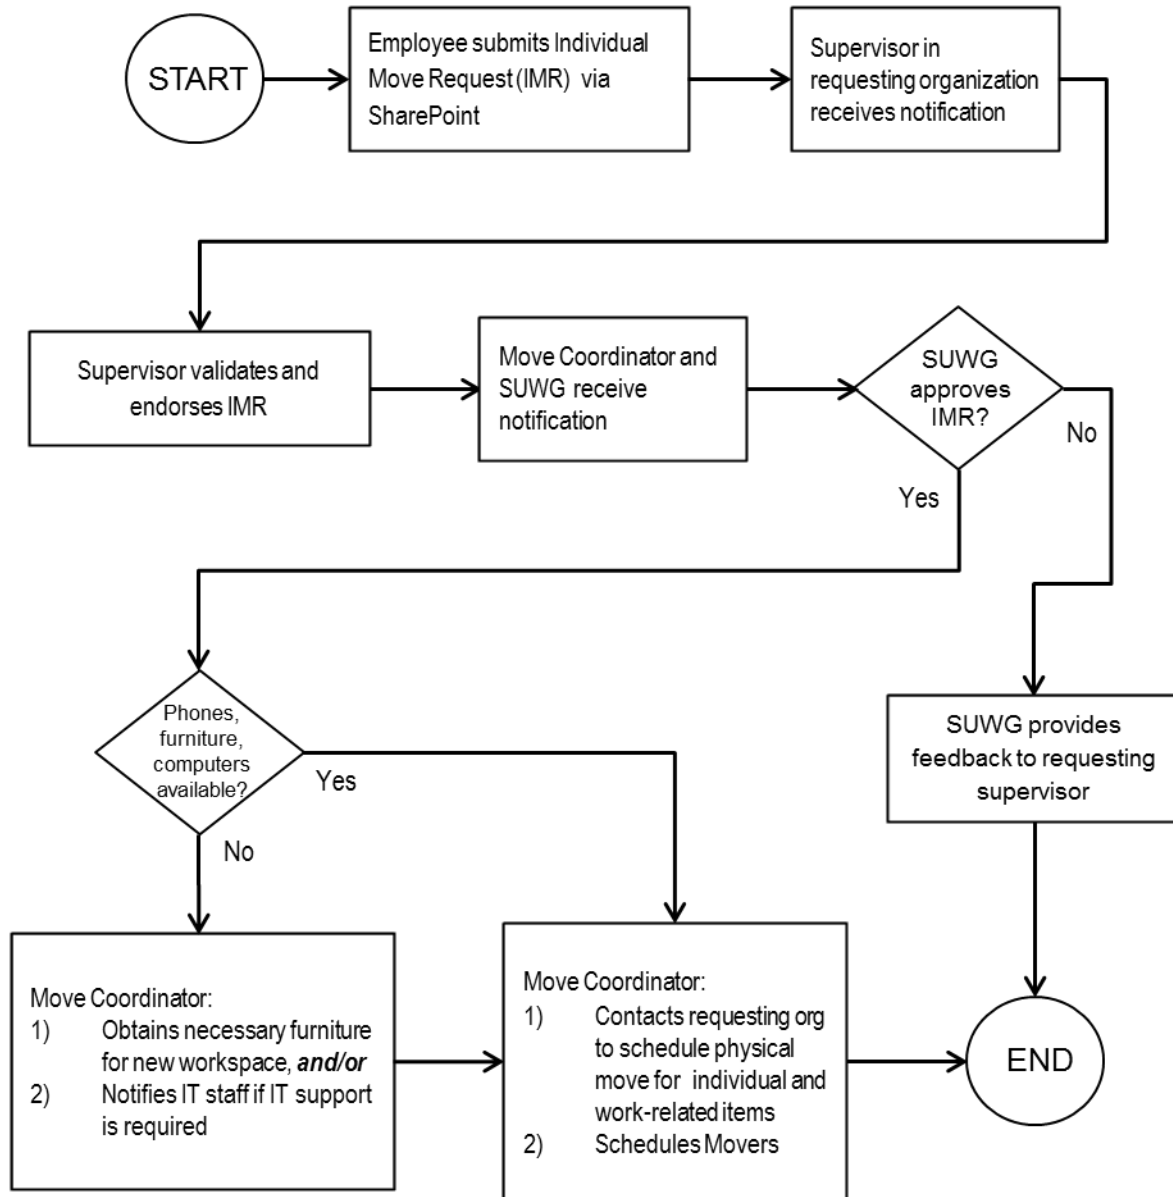 START
Employee submits Individual
Move Request (IMR) via
SharePoint
Supervisor in
requesting organization
receives notification
Supervisor validates and
endorses IMR
Move Coordinator and
SUWG receive
notification
SUWG
approves
IMR?
No
Yes
Phones,
furniture,
computers
available?
Yes
No
SUWG provides
feedback to requesting
supervisor
Move Coordinator:
1) Obtains necessary furniture
for new workspace, and/or
2) Notifies IT staff if IT support
is required
Move Coordinator:
1) Contacts requesting org
to schedule physical
move for individual and
work-related items
2) Schedules Movers
END